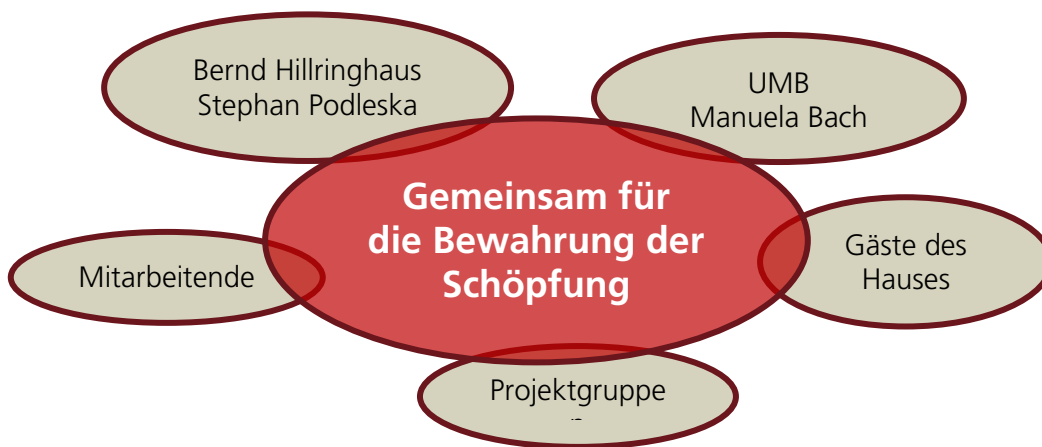 Bernd Hillringhaus
Stephan Podleska
UMB
Manuela Bach
Gemeinsam für
die Bewahrung der
Schöpfung
Mitarbeitende
Gäste des
Hauses
Projektgruppe